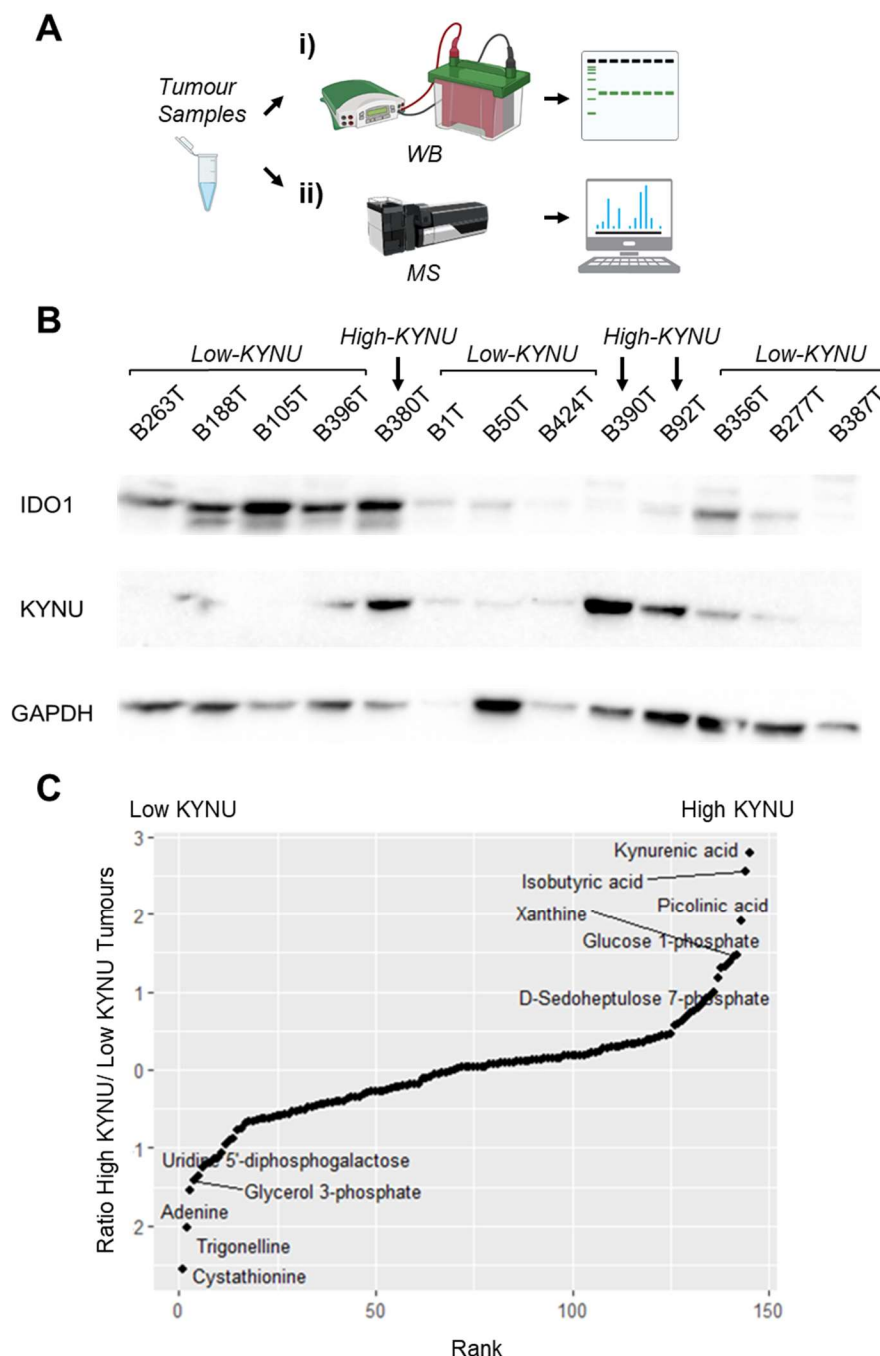 A
Tumour
Samples
i)
WB
ii)
MS
B
Low-KYNU
High-KYNU
Low-KYNU
High-KYNU
Low-KYNU
B263T
B188T
B105T
B396T
B380T
B1T
B50T
B424T
B390T
B92T
B356T
B277T
B387T
IDO1
KYNU
GAPDH
C
Low KYNU
High KYNU
Ratio High KYNU/ Low KYNU Tumours
3
2
1
0
1
2
Kynurenic acid
Isobutyric acid
Picolinic acid
Xanthine
Glucose 1-phosphate
D-Sedoheptulose 7-phosphate
Uridine 5'-diphosphogalactose
Glycerol 3-phosphate
Adenine
Trigonelline
Cystathionine
0
50
100
150
Rank